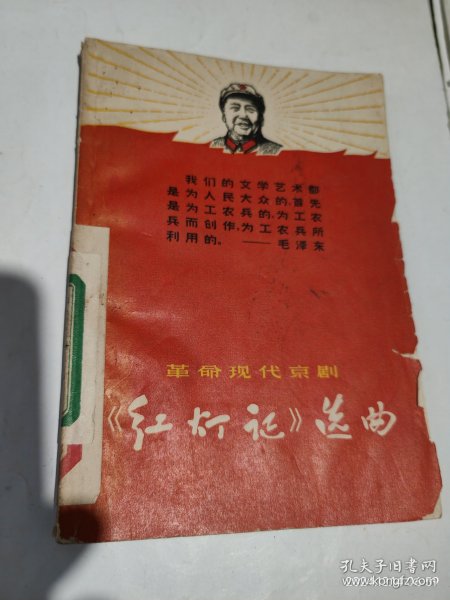 我们的文学艺术都
是为人民大众的，首先
是为工农兵的，为工农
兵而创作，为工农兵所
利用的。 ——毛泽东
革命现代京剧
《红灯记》选曲
孔夫子旧书网